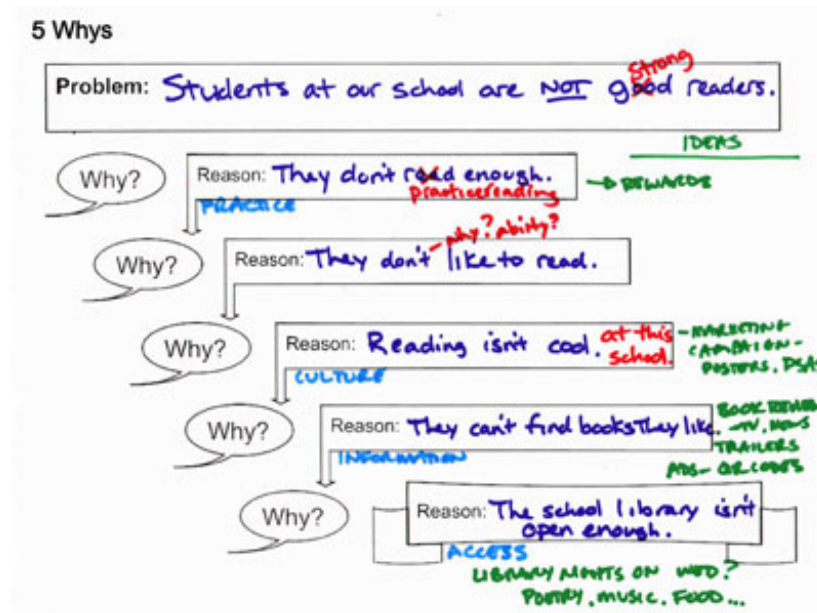 5 Whys
Strong
Problem: Students at our school are NOT good readers.
IDEAS
Why?
Reason: They don't read enough.
practice reading
→ REWARDS
PRACTICE
why? ability?
Why?
Reason: They don't like to read.
Why?
Reason: Reading isn't cool. at this school.
- MARKETING
CAMPAIGN -
POSTERS, PSAs
CULTURE
Why?
Reason: They can't find books they like.
BOOK
- TV, NEWS
TRAILERS
ADS - QR CODES
INFORMATION
Why?
Reason: The school library isn't
open enough.
ACCESS
LIBRARY NIGHTS ON WED?
POETRY, MUSIC, FOOD...